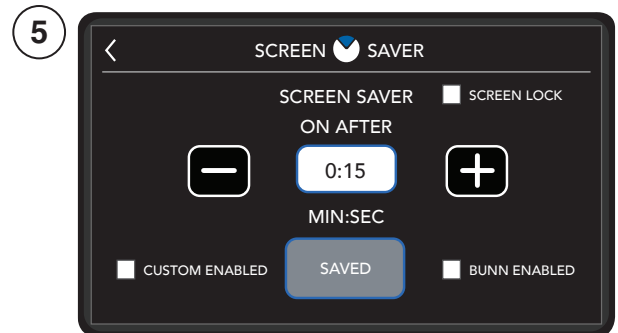 5
SCREEN SAVER
SCREEN SAVER
SCREEN LOCK
ON AFTER
0:15
MIN:SEC
CUSTOM ENABLED
SAVED
BUNN ENABLED